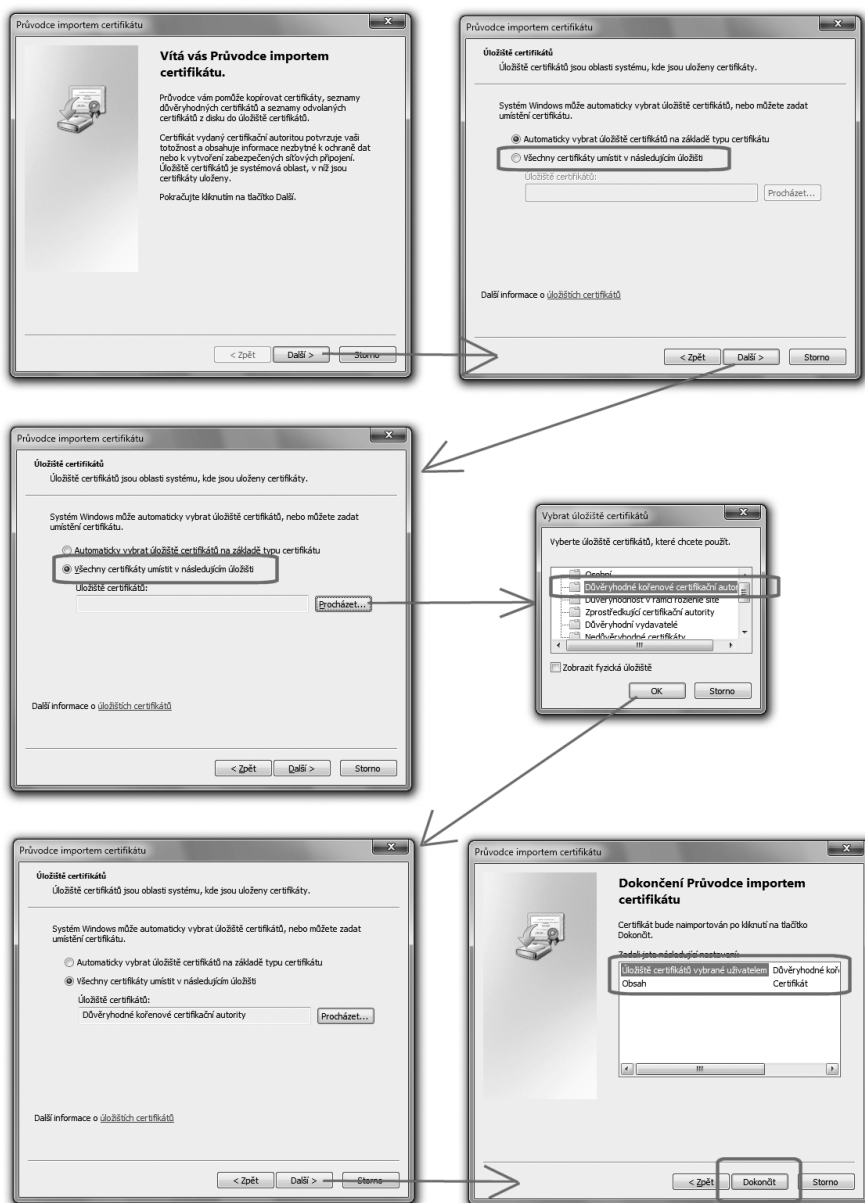 Průvodce importem certifikátu
Vítá vás Průvodce importem
certifikátu.
Průvodce vám pomůže kopírovat certifikáty, seznamy
důvěryhodných certifikátů a seznamy odvolaných
certifikátů z disku do úložiště certifikátů.
Certifikát vydaný certifikační autoritou potvrzuje vaši
totožnost a obsahuje informace nezbytné k ochraně dat
nebo k vytvoření zabezpečených síťových připojení.
Úložiště certifikátů je systémová oblast, v níž jsou
certifikáty uloženy.
Pokračujte kliknutím na tlačítko Další.
< Zpět
Další >
Storno
Průvodce importem certifikátu
Úložiště certifikátů
Úložiště certifikátů jsou oblasti systému, kde jsou uloženy certifikáty.
Systém Windows může automaticky vybrat úložiště certifikátů, nebo můžete zadat
umístění certifikátu.
Automaticky vybrat úložiště certifikátů na základě typu certifikátu
Všechny certifikáty umístit v následujícím úložišti
Úložiště certifikátů:
Procházet...
Další informace o úložištích certifikátů
< Zpět
Další >
Storno
Průvodce importem certifikátu
Úložiště certifikátů
Úložiště certifikátů jsou oblasti systému, kde jsou uloženy certifikáty.
Systém Windows může automaticky vybrat úložiště certifikátů, nebo můžete zadat
umístění certifikátu.
Automaticky vybrat úložiště certifikátů na základě typu certifikátu
Všechny certifikáty umístit v následujícím úložišti
Úložiště certifikátů:
Procházet...
Další informace o úložištích certifikátů
< Zpět
Další >
Storno
Vybrat úložiště certifikátů
Vyberte úložiště certifikátů, které chcete použít.
Osobní
Důvěryhodné kořenové certifikační autor
Důvěryhodnost v rámci rozlehlé sítě
Zprostředkující certifikační autority
Důvěryhodní vydavatelé
Nedůvěryhodné certifikáty
Zobrazit fyzická úložiště
OK
Storno
Průvodce importem certifikátu
Úložiště certifikátů
Úložiště certifikátů jsou oblasti systému, kde jsou uloženy certifikáty.
Systém Windows může automaticky vybrat úložiště certifikátů, nebo můžete zadat
umístění certifikátu.
Automaticky vybrat úložiště certifikátů na základě typu certifikátu
Všechny certifikáty umístit v následujícím úložišti
Úložiště certifikátů:
Důvěryhodné kořenové certifikační autority
Procházet...
Další informace o úložištích certifikátů
< Zpět
Další >
Storno
Průvodce importem certifikátu
Dokončení Průvodce importem
certifikátu
Certifikát bude naimportován po kliknutí na tlačítko
Dokončit.
Zadali jste následující nastavení:
Úložiště certifikátů vybrané uživatelem Důvěryhodné koř
Obsah Certifikát
< Zpět
Dokončit
Storno